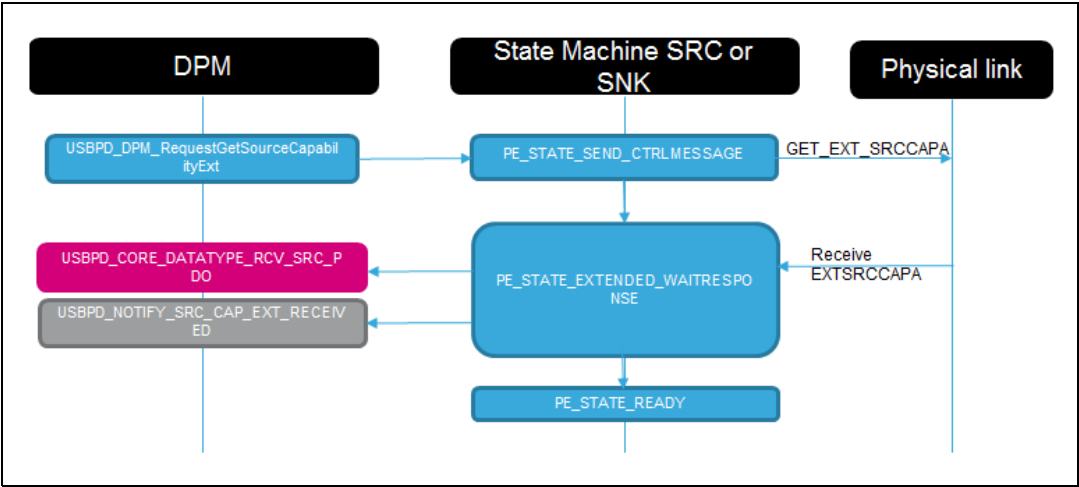 DPM
State Machine SRC or
SNK
Physical link
USBPD_DPM_RequestGetSourceCapabil
ityExt
PE_STATE_SEND_CTRLMESSAGE
GET_EXT_SRCCAPA
USBPD_CORE_DATATYPE_RCV_SRC_P
DO
PE_STATE_EXTENDED_WAITRESPO
NSE
Receive
EXTSRCCAPA
USBPD_NOTIFY_SRC_CAP_EXT_RECEIV
ED
PE_STATE_READY